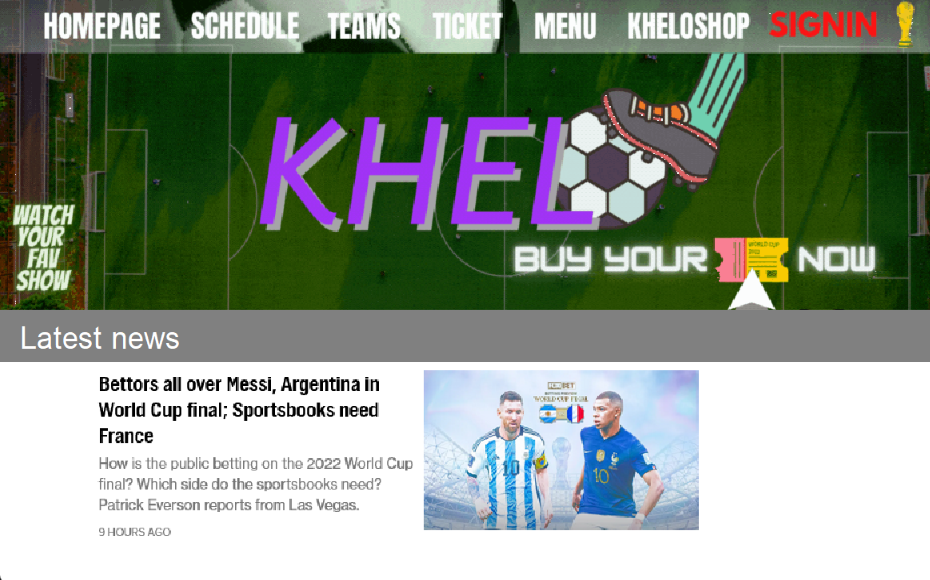 HOMEPAGE SCHEDULE TEAMS TICKET MENU KHELOSHOP SIGNIN
KHEL
WATCH
YOUR
FAV
SHOW
BUY YOUR NOW
WORLD CUP
Latest news
Bettors all over Messi, Argentina in
World Cup final; Sportsbooks need
France
How is the public betting on the 2022 World Cup
final? Which side do the sportsbooks need?
Patrick Everson reports from Las Vegas.
9 HOURS AGO
WORLD CUP FINAL
10
10